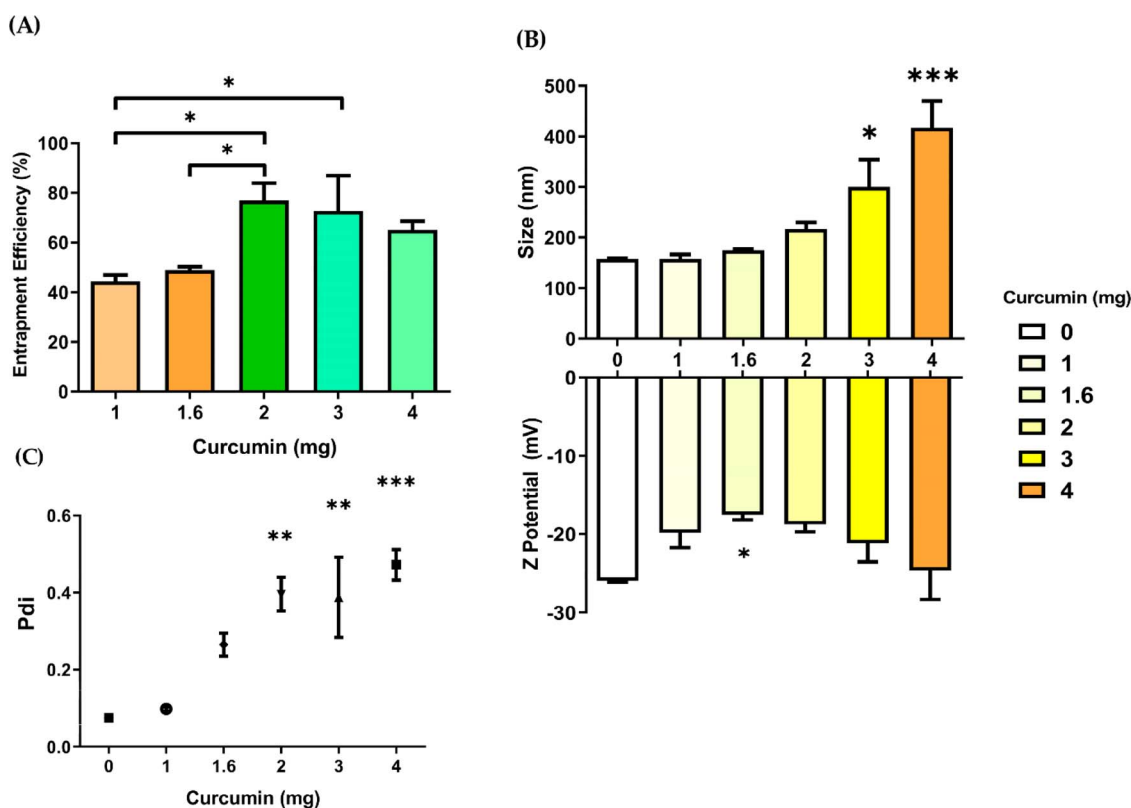 (A)
*
*
*
Entrapment Efficiency (%)
100
80
60
40
20
0
1 1.6 2 3 4
Curcumin (mg)
(B)
***
*
Size (nm)
500
400
300
200
100
0
0 1 1.6 2 3 4
Z Potential (mV)
0
-10
-20
-30
*
Curcumin (mg)
0
1
1.6
2
3
4
(C)
***
**
**
Pdi
0.6
0.4
0.2
0.0
0 1 1.6 2 3 4
Curcumin (mg)